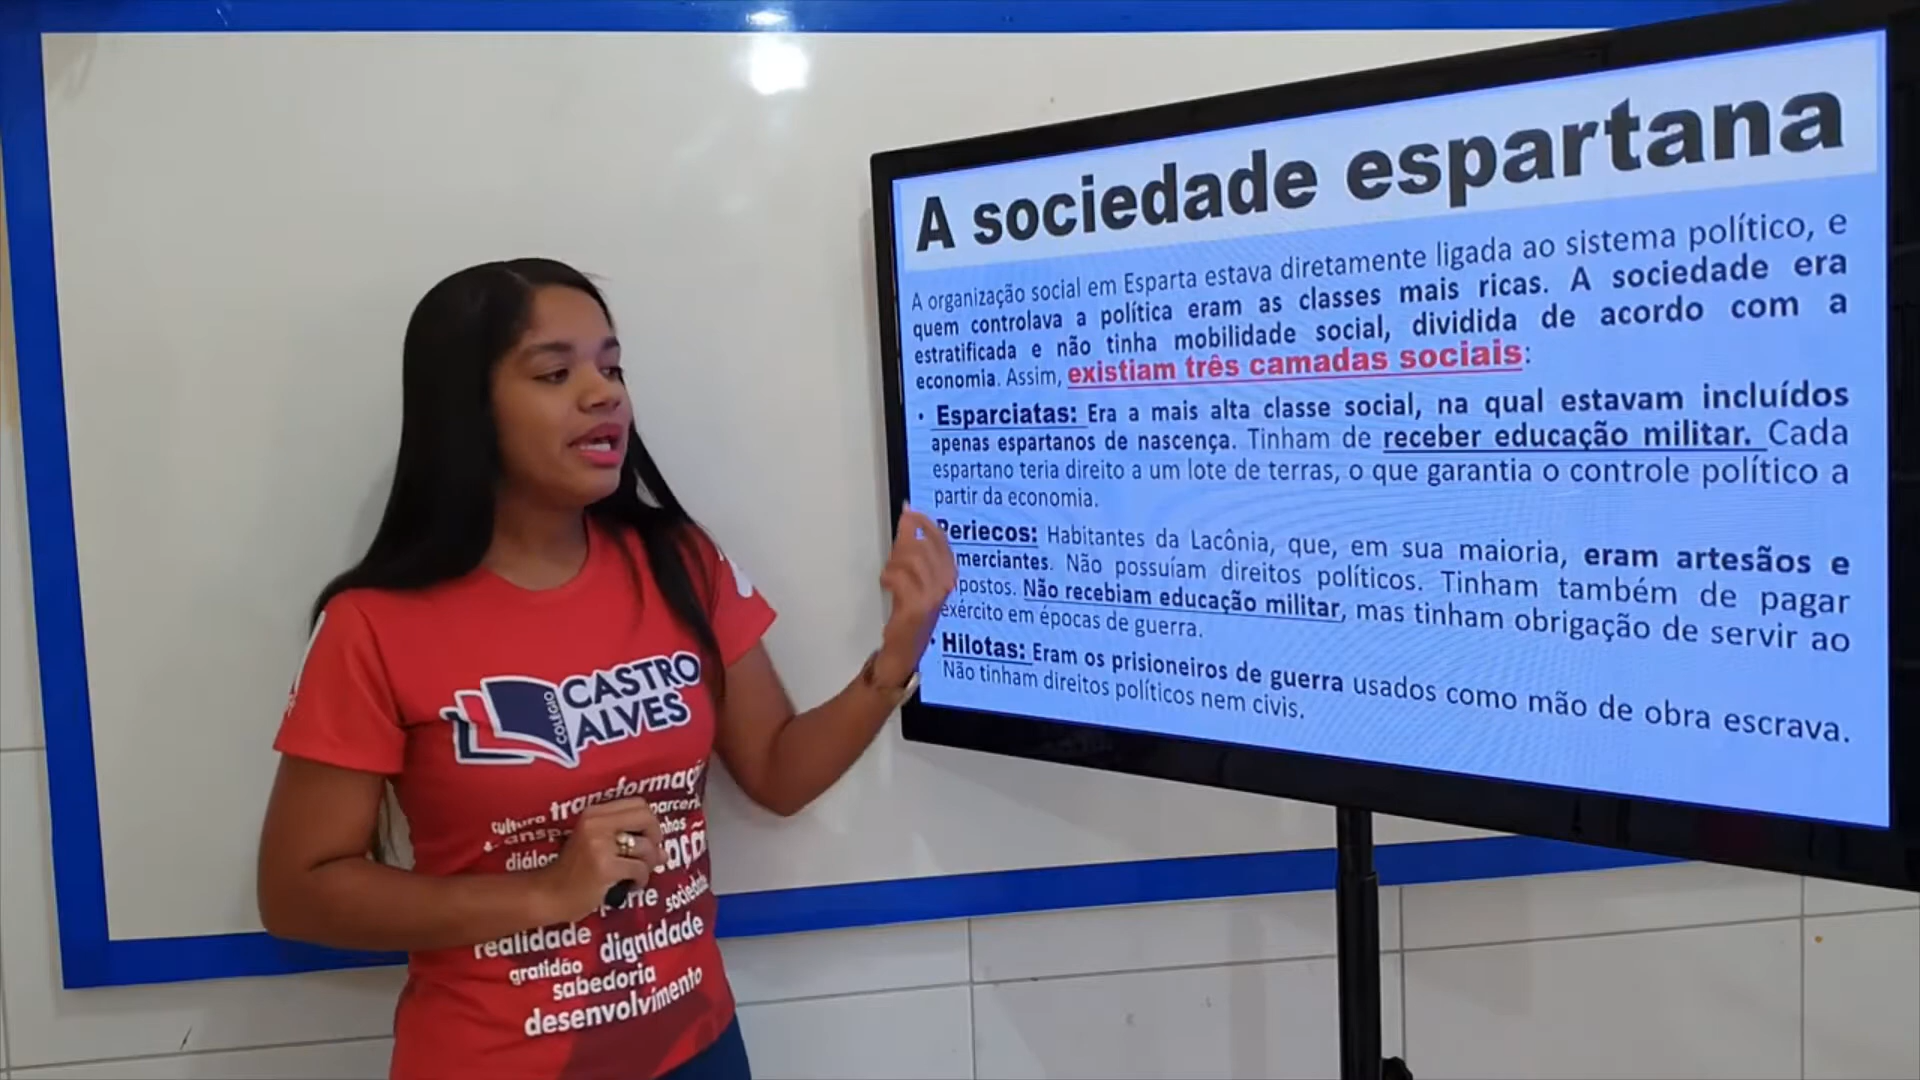 A sociedade espartana
A organização social em Esparta estava diretamente ligada ao sistema político, e
quem controlava a política eram as classes mais ricas. A sociedade era
estratificada e não tinha mobilidade social, dividida de acordo com a
economia. Assim, existiam três camadas sociais:
• Esparciatas: Era a mais alta classe social, na qual estavam incluídos
apenas espartanos de nascença. Tinham de receber educação militar. Cada
espartano teria direito a um lote de terras, o que garantia o controle político a
partir da economia.
Periecos: Habitantes da Lacônia, que, em sua maioria, eram artesãos e
merciantes. Não possuíam direitos políticos. Tinham também de pagar
postos. Não recebiam educação militar, mas tinham obrigação de servir ao
exército em épocas de guerra.
• Hilotas: Eram os prisioneiros de guerra usados como mão de obra escrava.
Não tinham direitos políticos nem civis.
COLÉGIO
CASTRO
ALVES
transformaç
cultura
parceri
ansp
nhos
diálog
açã
orte sociedade
realidade dignidade
gratidão
sabedoria
desenvolvimento